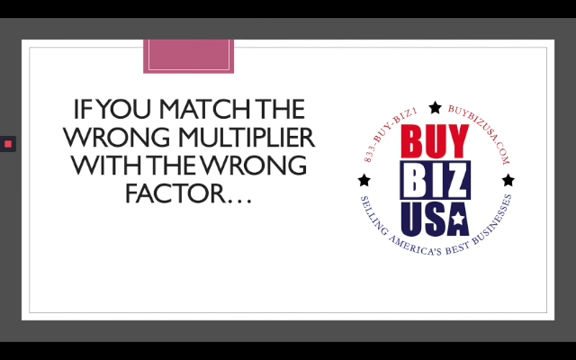 IF YOU MATCH THE
WRONG MULTIPLIER
WITH THE WRONG
FACTOR...
833-BUY-BIZ1 ★ BUYBIZUSA.COM
BUY
BIZ
USA
SELLING AMERICA'S BEST BUSINESSES